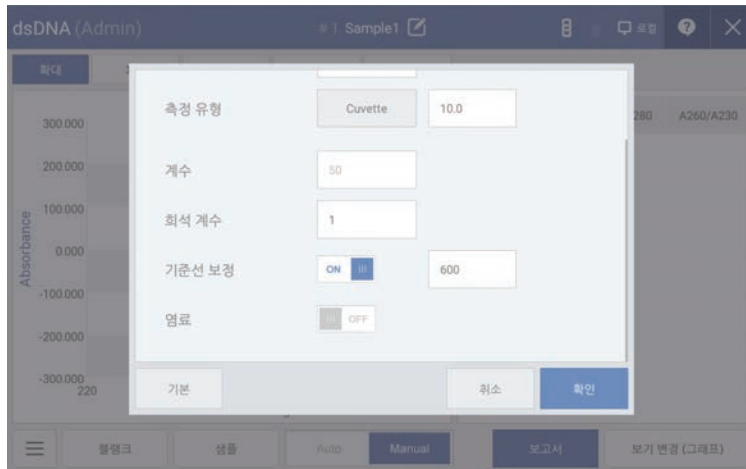 dsDNA (Admin)
# 1 Sample1
로컬
확대
측정 유형 Cuvette 10.0
계수 50
희석 계수 1
기준선 보정 ON 600
염료 OFF
기본 취소 확인
Absorbance
300.000
200.000
100.000
0.000
-100.000
-200.000
-300.000
220
280 A260/A230
블랭크 샘플 Auto Manual 보고서 보기 변경 (그래프)